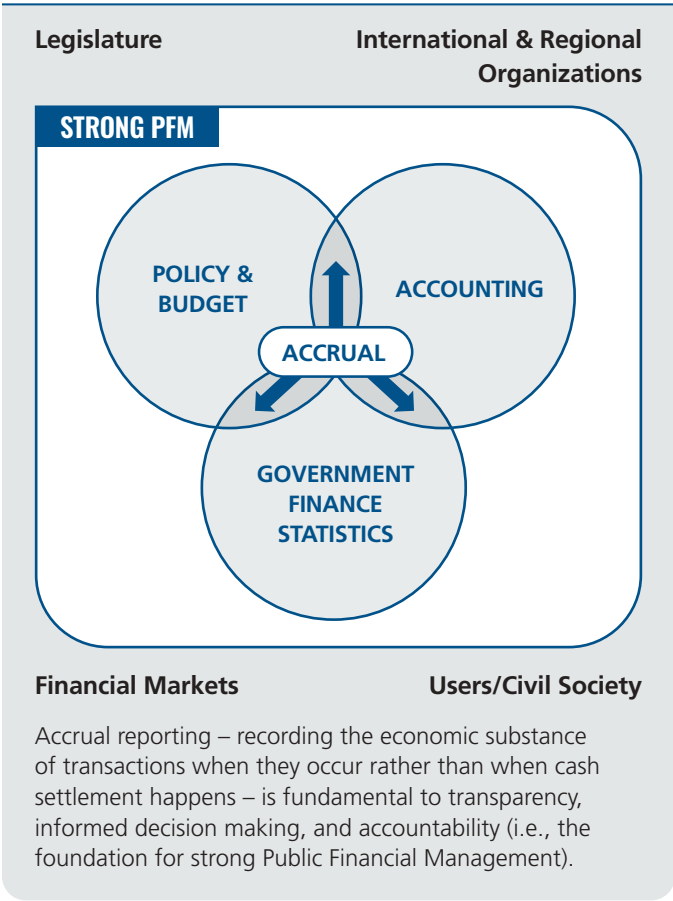 Legislature
International & Regional
Organizations
STRONG PFM
POLICY &
BUDGET
ACCOUNTING
ACCRUAL
GOVERNMENT
FINANCE
STATISTICS
Financial Markets
Users/Civil Society
Accrual reporting – recording the economic substance
of transactions when they occur rather than when cash
settlement happens – is fundamental to transparency,
informed decision making, and accountability (i.e., the
foundation for strong Public Financial Management).